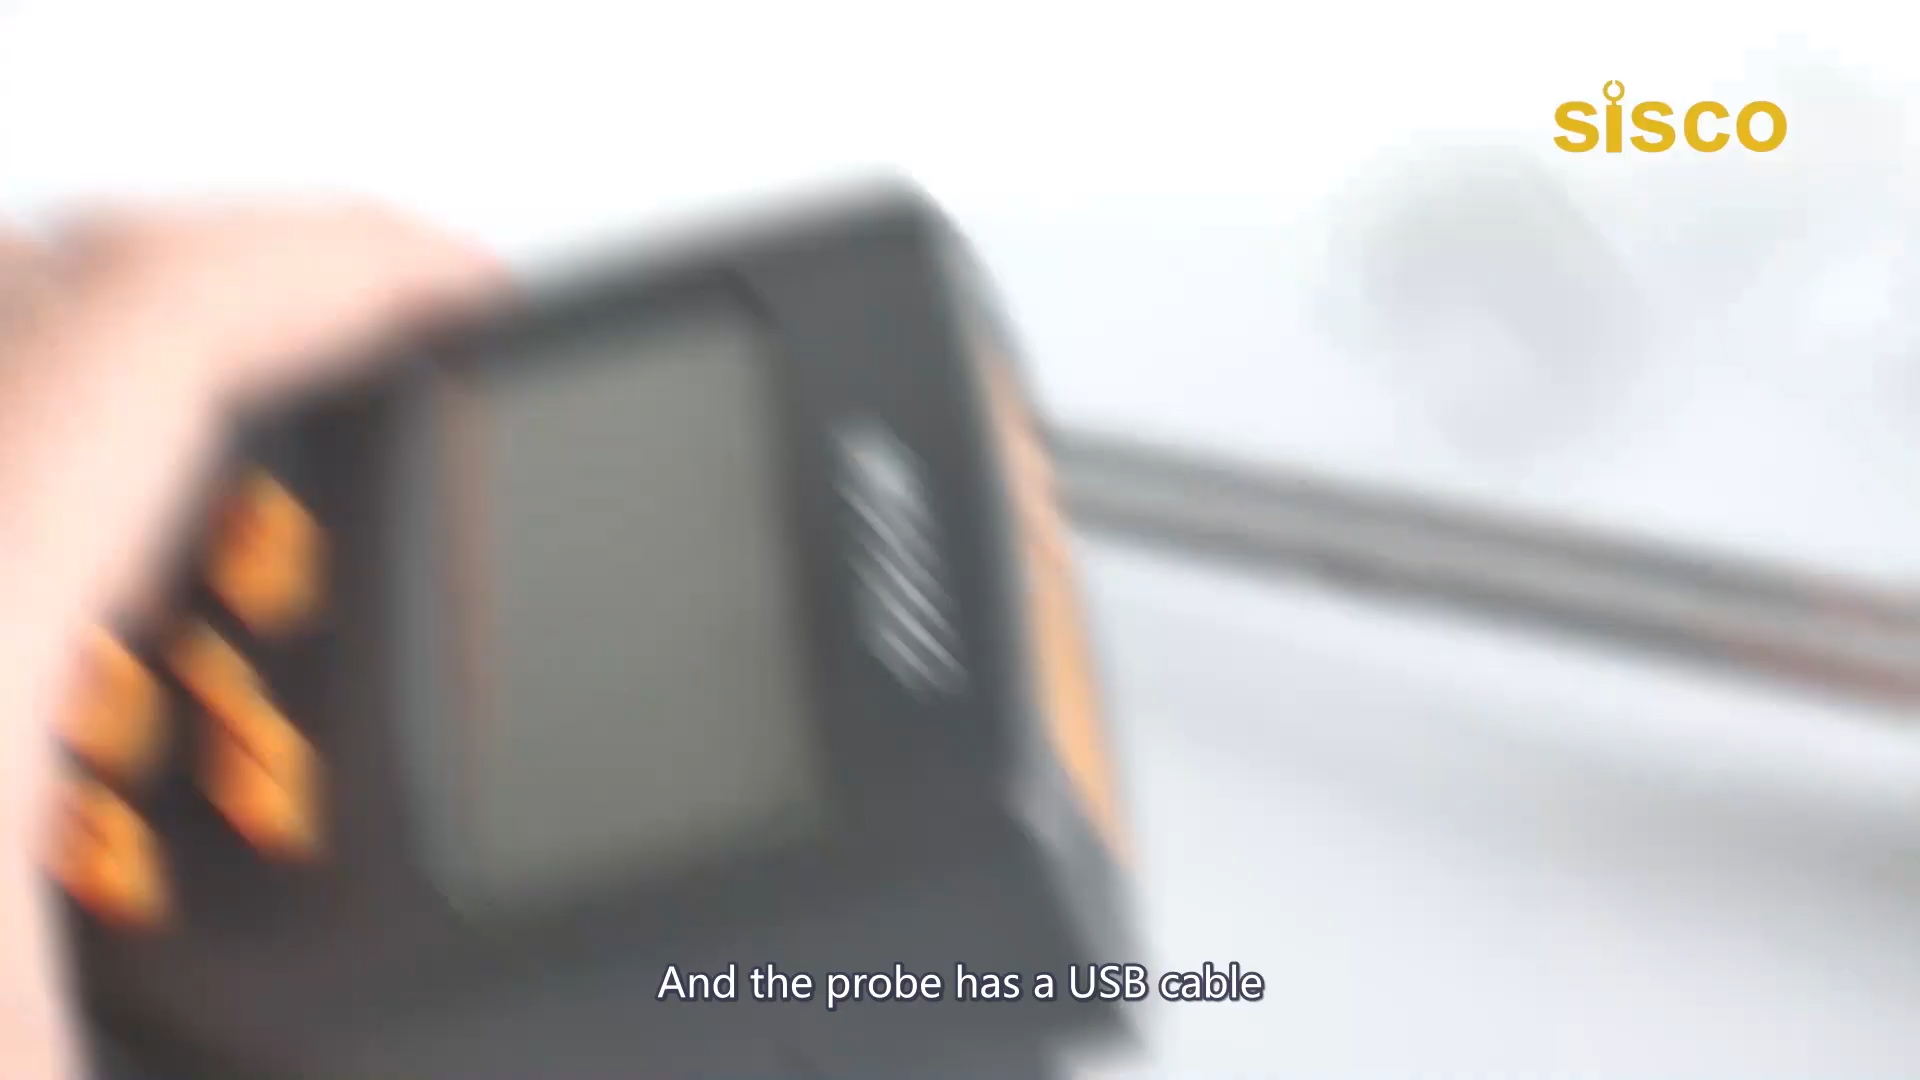 sisco
And the probe has a USB cable